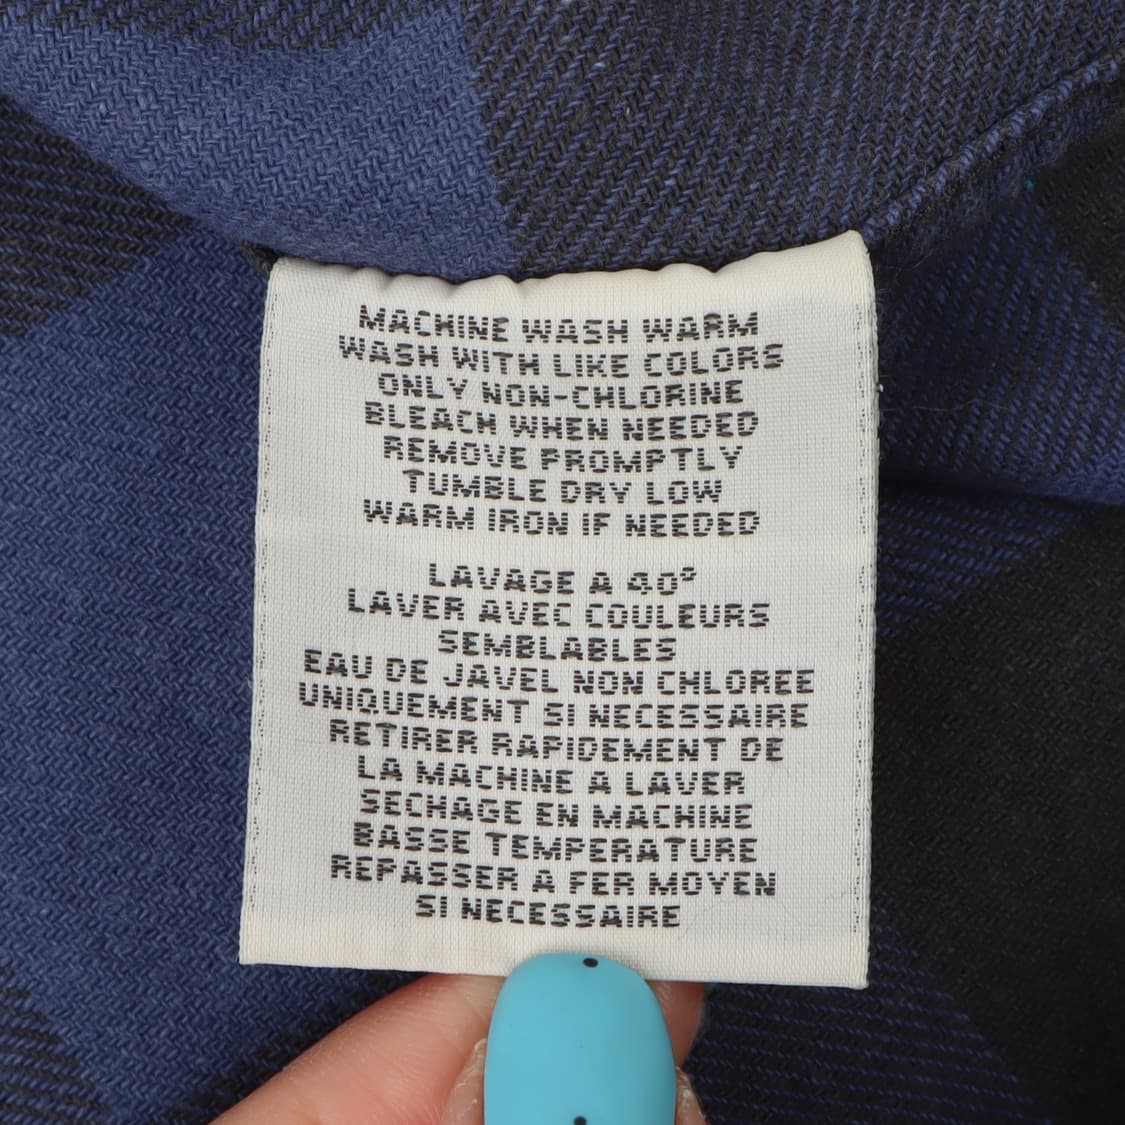 MACHINE WASH WARM
WASH WITH LIKE COLORS
ONLY NON-CHLORINE
BLEACH WHEN NEEDED
REMOVE PROMPTLY
TUMBLE DRY LOW
WARM IRON IF NEEDED
LAVAGE A 40°
LAVER AVEC COULEURS
SEMBLABLES
EAU DE JAVEL NON CHLOREE
UNIQUEMENT SI NECESSAIRE
RETIRER RAPIDEMENT DE
LA MACHINE A LAVER
SECHAGE EN MACHINE
BASSE TEMPERATURE
REPASSER A FER MOYEN
SI NECESSAIRE